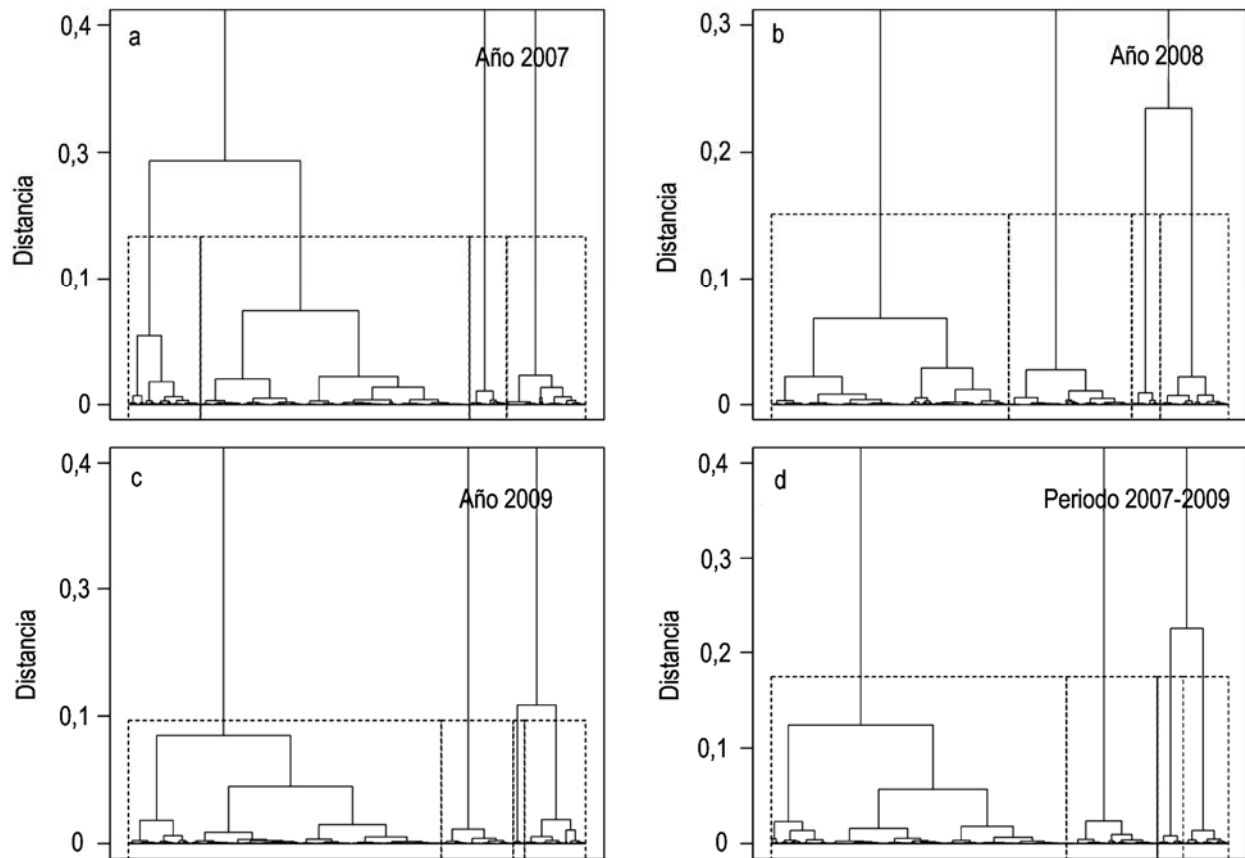 a
Año 2007
Distancia
0,4
0,3
0,1
0
b
Año 2008
Distancia
0,3
0,2
0,1
0
c
Año 2009
Distancia
0,4
0,3
0,1
0
d
Periodo 2007-2009
Distancia
0,4
0,3
0,2
0,1
0